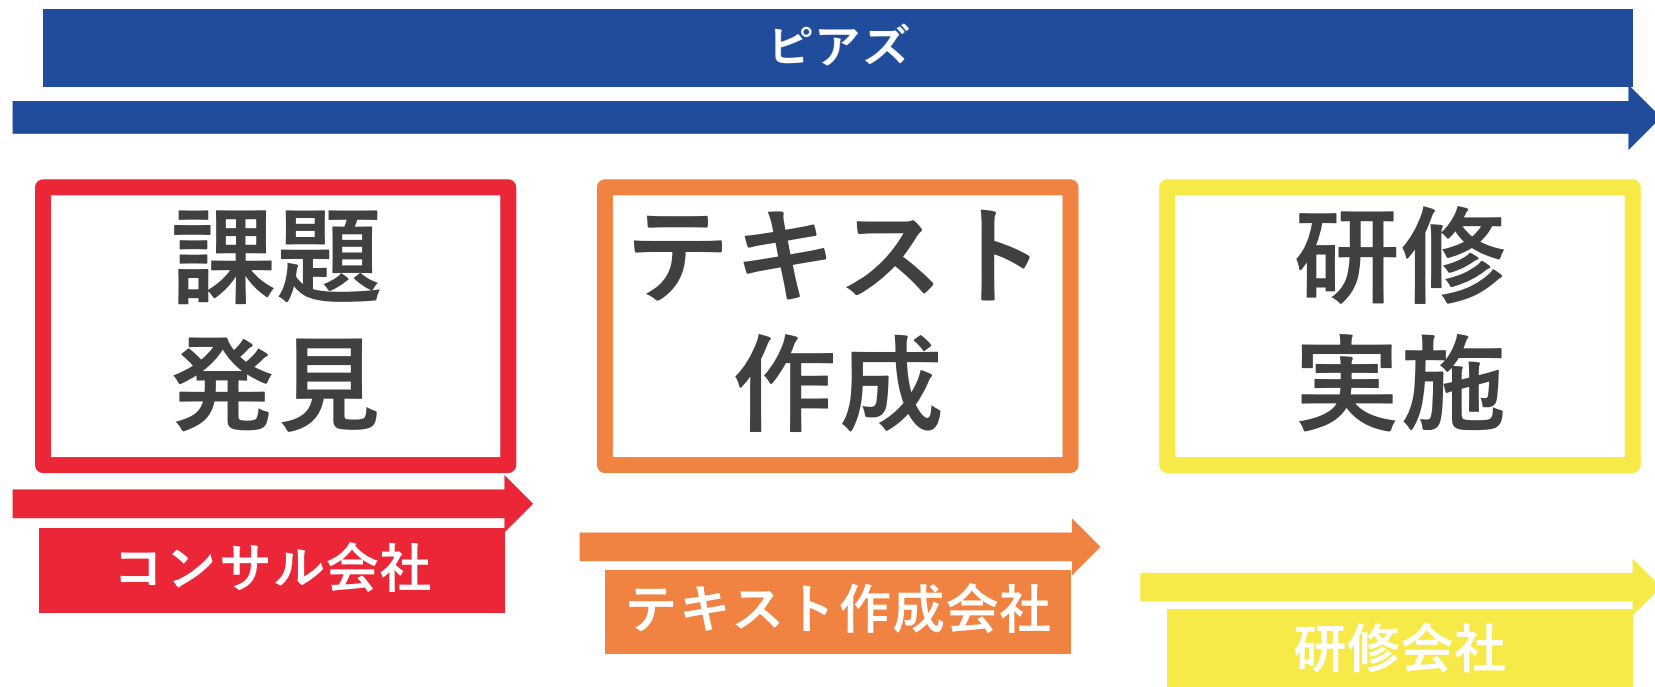 ピアズ
課題
発見
テキスト
作成
研修
実施
コンサル会社
テキスト作成会社
研修会社